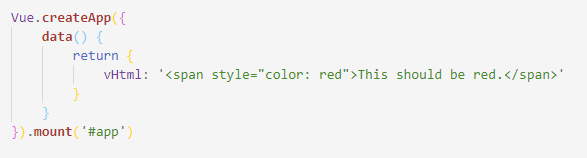 Vue.createApp({
    data() {
        return {
            vHtml: '<span style="color: red">This should be red.</span>'
        }
    }
}).mount('#app')